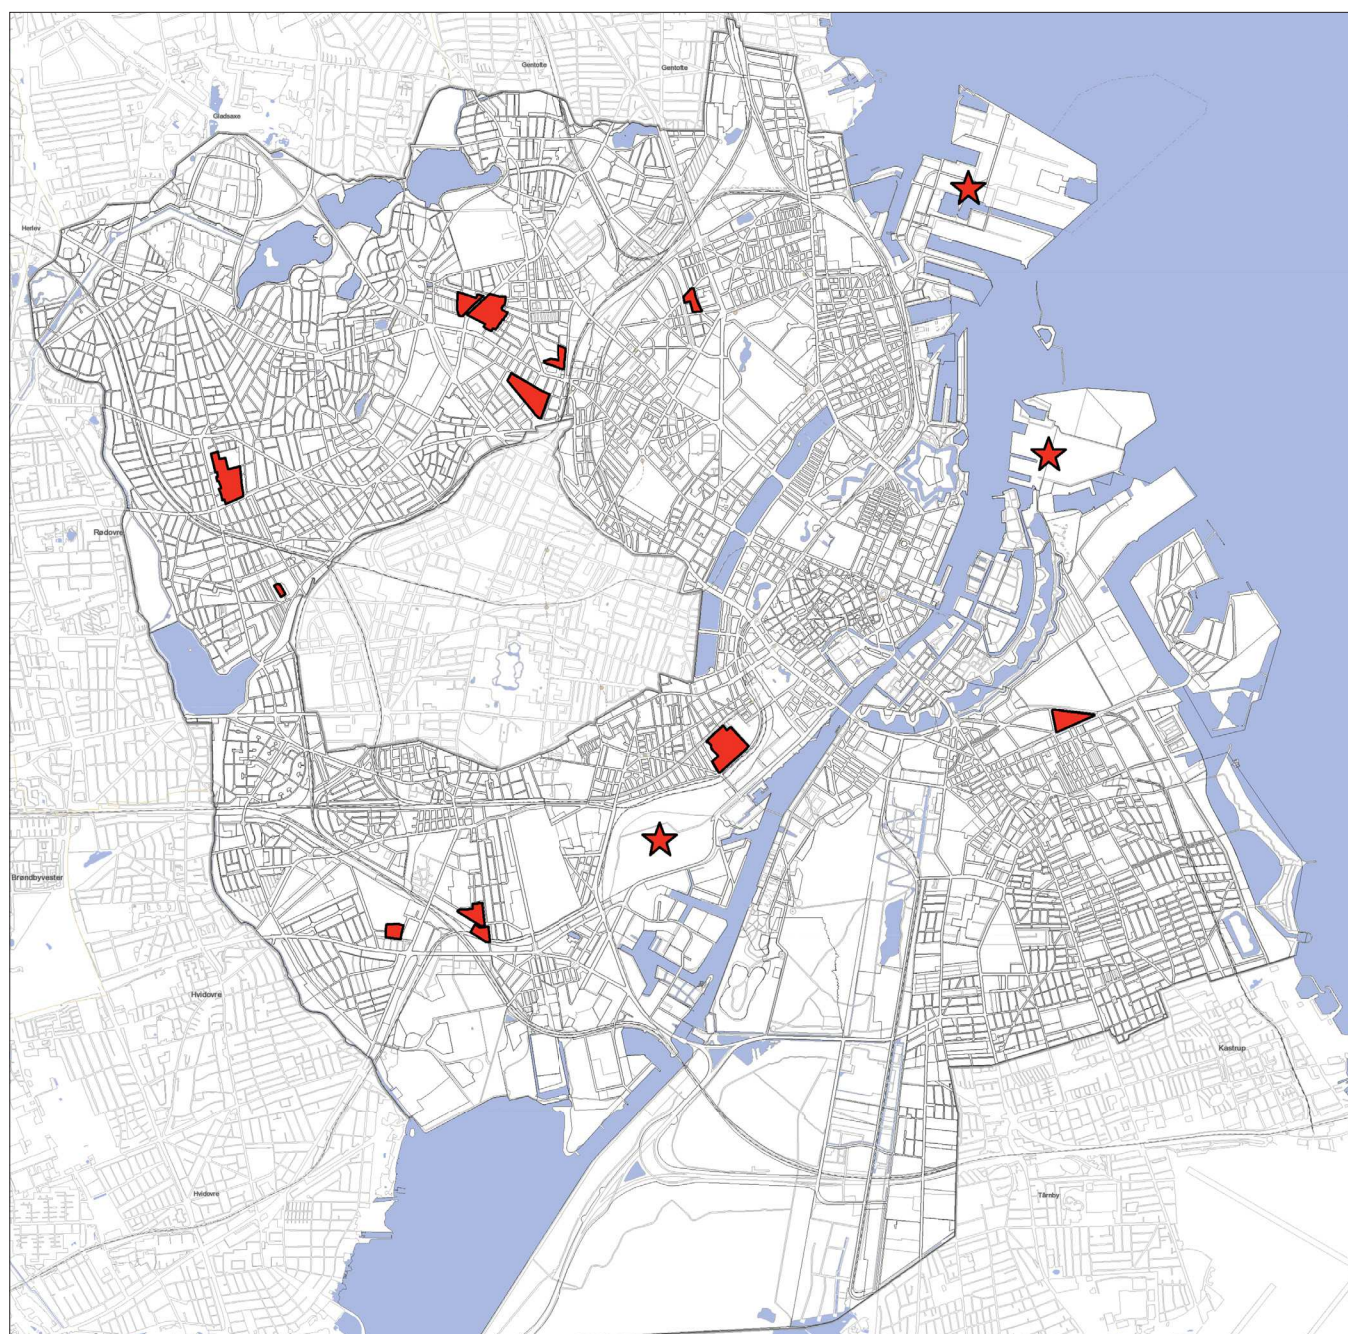 Gentofte
Gentofte
Gladsaxe
Herlev
Rødovre
Brøndbyvester
Hvidovre
Kastrup
Hvidovre
Tårnby